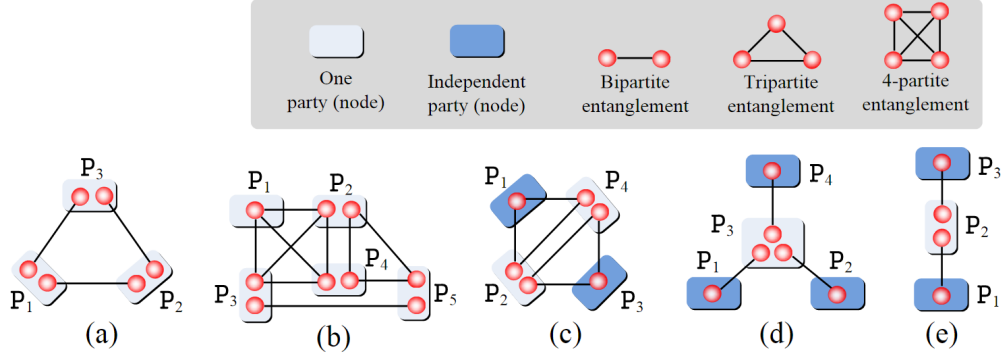 One
party (node)
Independent
party (node)
Bipartite
entanglement
Tripartite
entanglement
4-partite
entanglement
P3
P1
P2
(a)
P1
P2
P3
P4
P5
(b)
P1
P4
P2
P3
(c)
P4
P3
P1
P2
(d)
P3
P2
P1
(e)